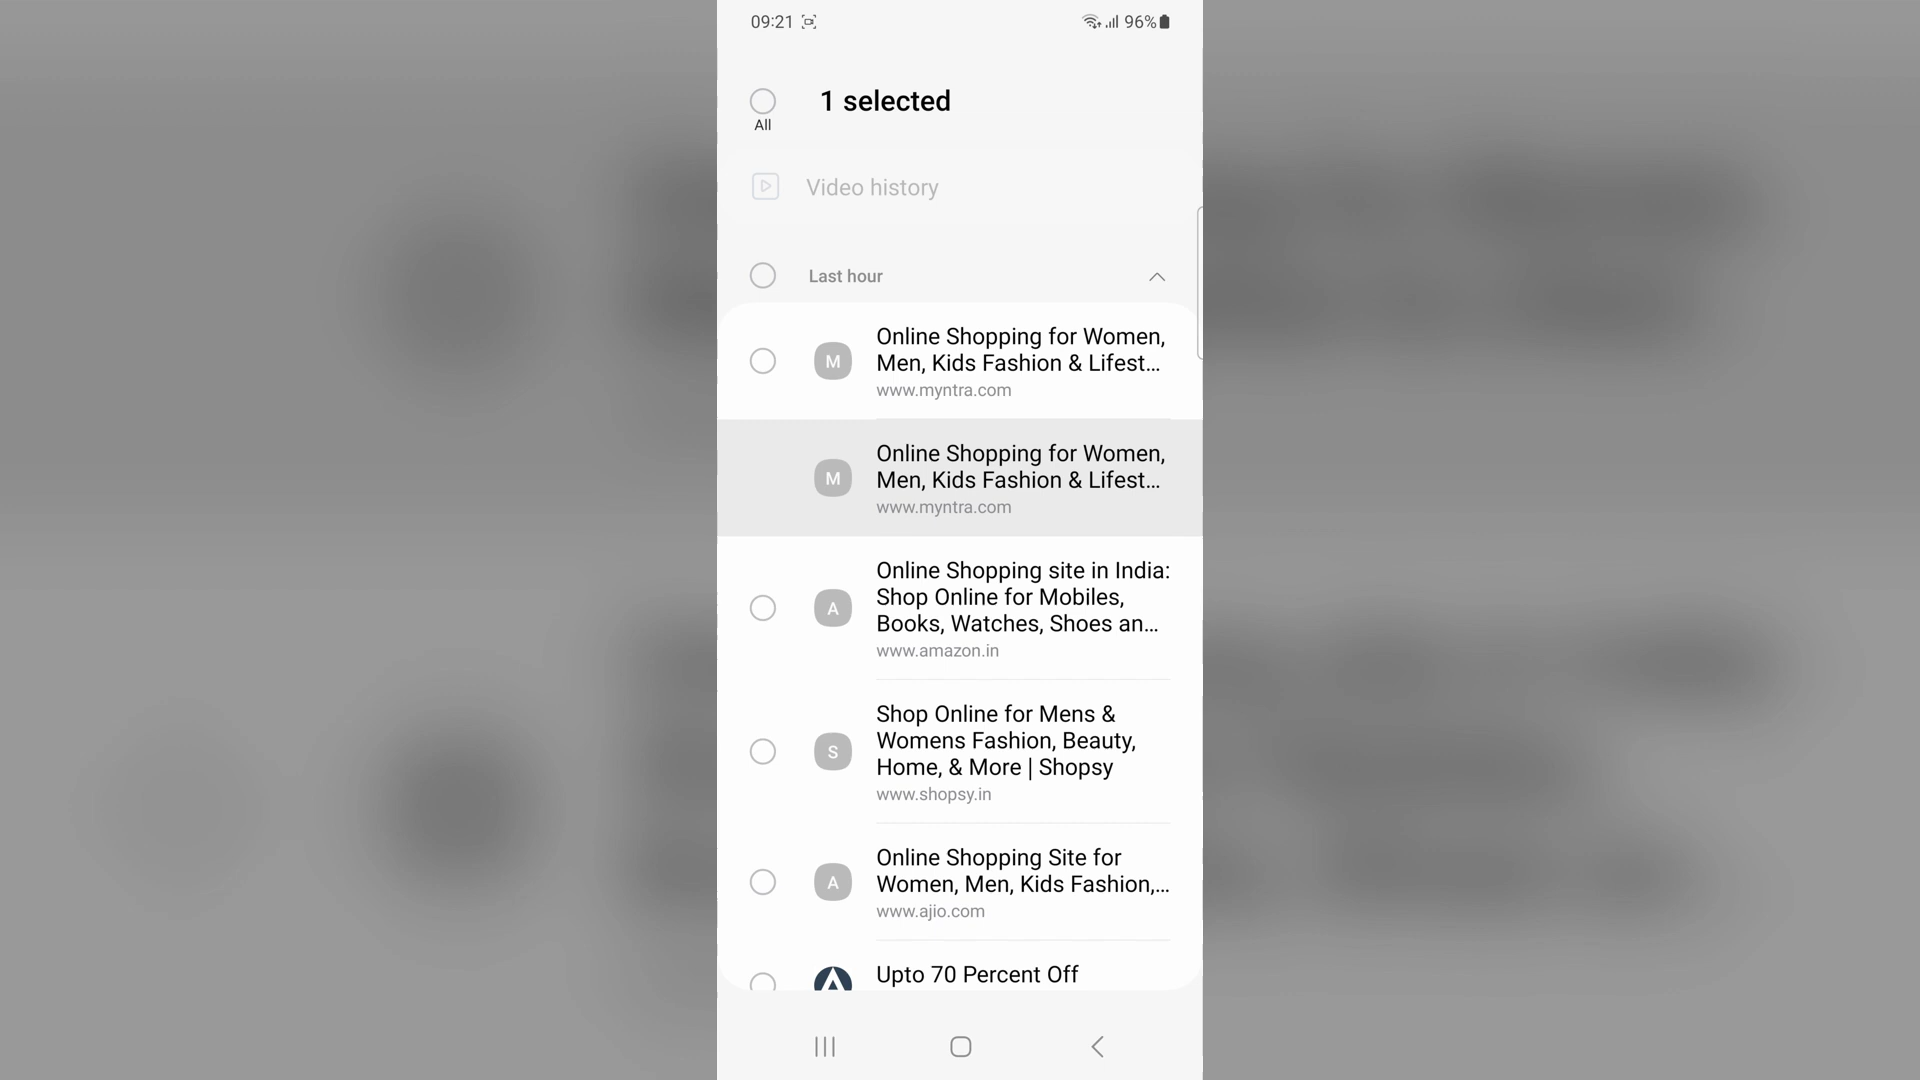 09:21
96%
1 selected
All
Video history
Last hour
M
Online Shopping for Women,
Men, Kids Fashion & Lifest...
www.myntra.com
M
Online Shopping for Women,
Men, Kids Fashion & Lifest...
www.myntra.com
A
Online Shopping site in India:
Shop Online for Mobiles,
Books, Watches, Shoes an...
www.amazon.in
S
Shop Online for Mens &
Womens Fashion, Beauty,
Home, & More | Shopsy
www.shopsy.in
A
Online Shopping Site for
Women, Men, Kids Fashion,...
www.ajio.com
Upto 70 Percent Off